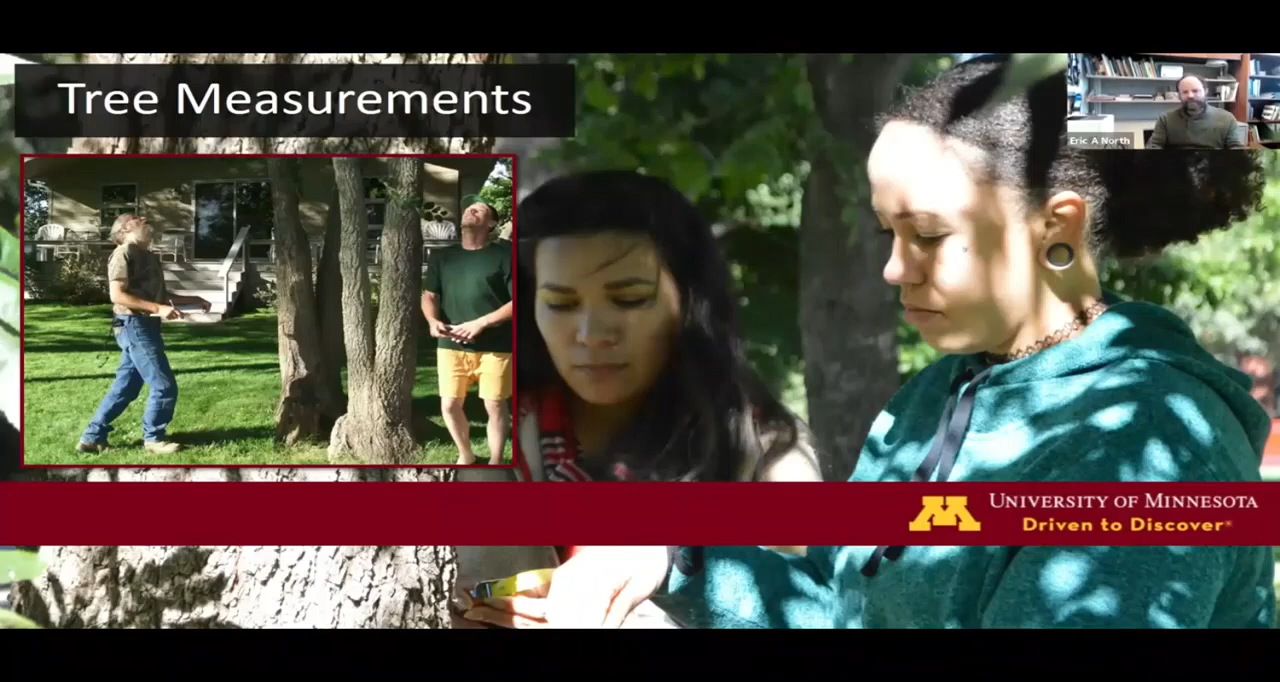 Tree Measurements
Eric A North
UNIVERSITY OF MINNESOTA
Driven to Discover®